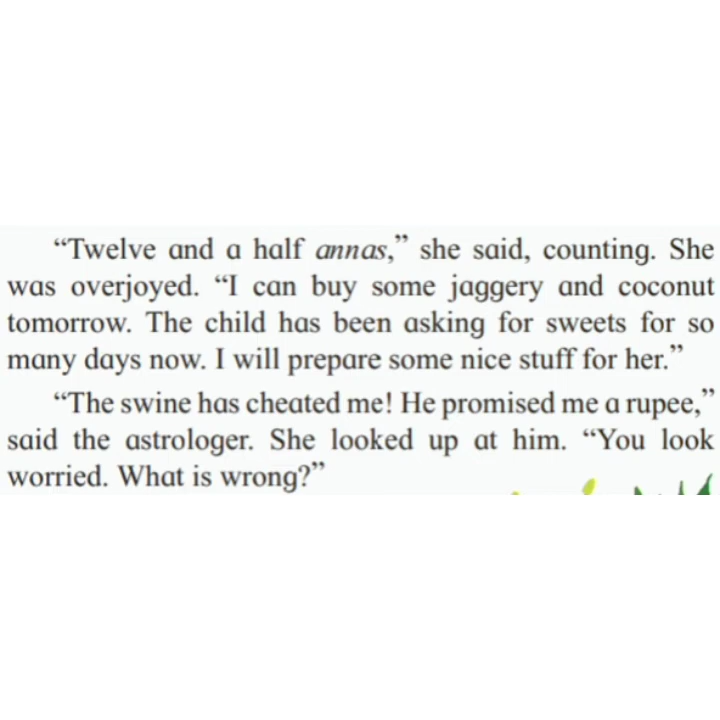 “Twelve and a half annas,” she said, counting. She
was overjoyed. “I can buy some jaggery and coconut
tomorrow. The child has been asking for sweets for so
many days now. I will prepare some nice stuff for her.”
“The swine has cheated me! He promised me a rupee,”
said the astrologer. She looked up at him. “You look
worried. What is wrong?”